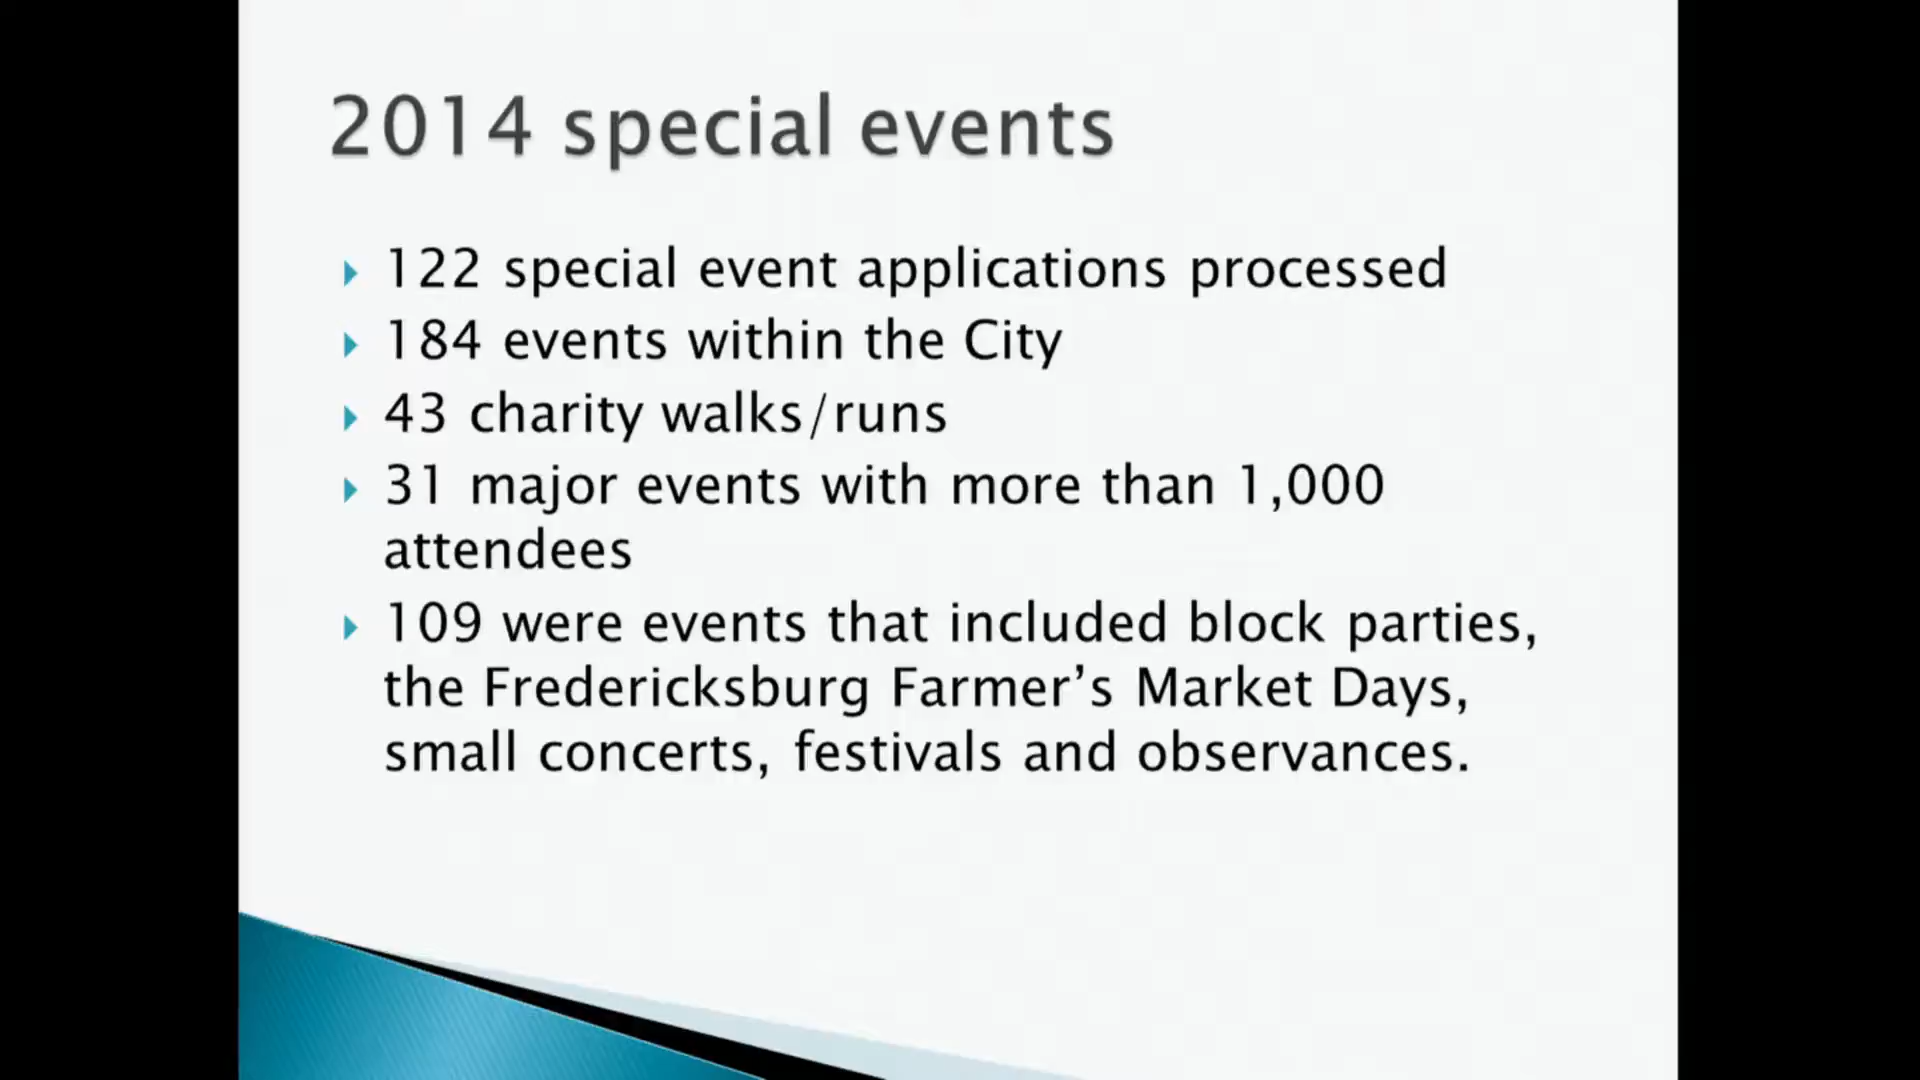 2014 special events
122 special event applications processed
184 events within the City
43 charity walks/runs
31 major events with more than 1,000
attendees
109 were events that included block parties,
the Fredericksburg Farmer’s Market Days,
small concerts, festivals and observances.